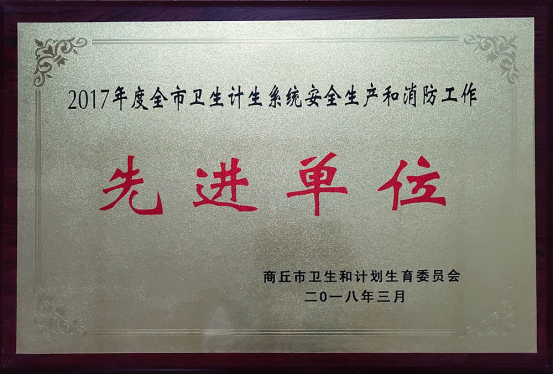 2017年度全市卫生计生系统安全生产和消防工作
先进单位
商丘市卫生和计划生育委员会
二0一八年三月